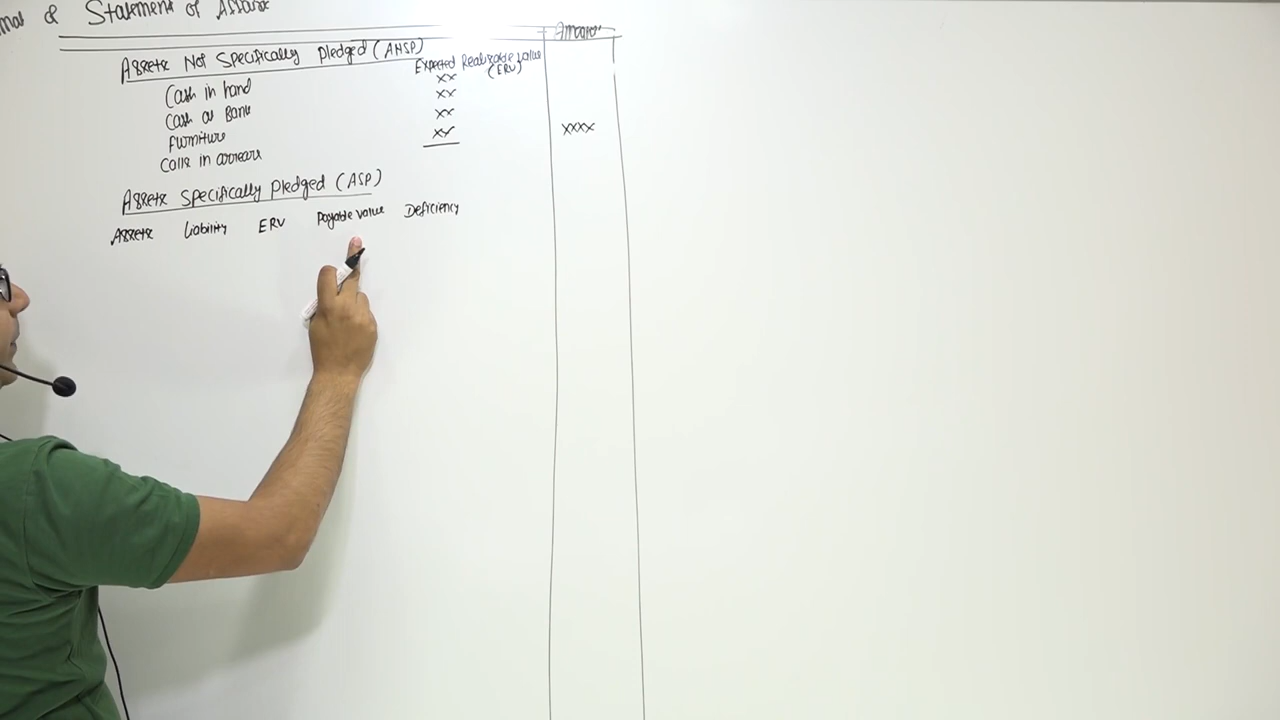 & Statement of Affairs
Amount
Assets Not Specifically Pledged (ANSP)
Expected Realizable Value
(ERV)
Cash in hand xx
Cash at Bank xx
Furniture xx
Calls in arrears xx xxxx
Assets Specifically Pledged (ASP)
Assets Liability ERV Payable value Deficiency